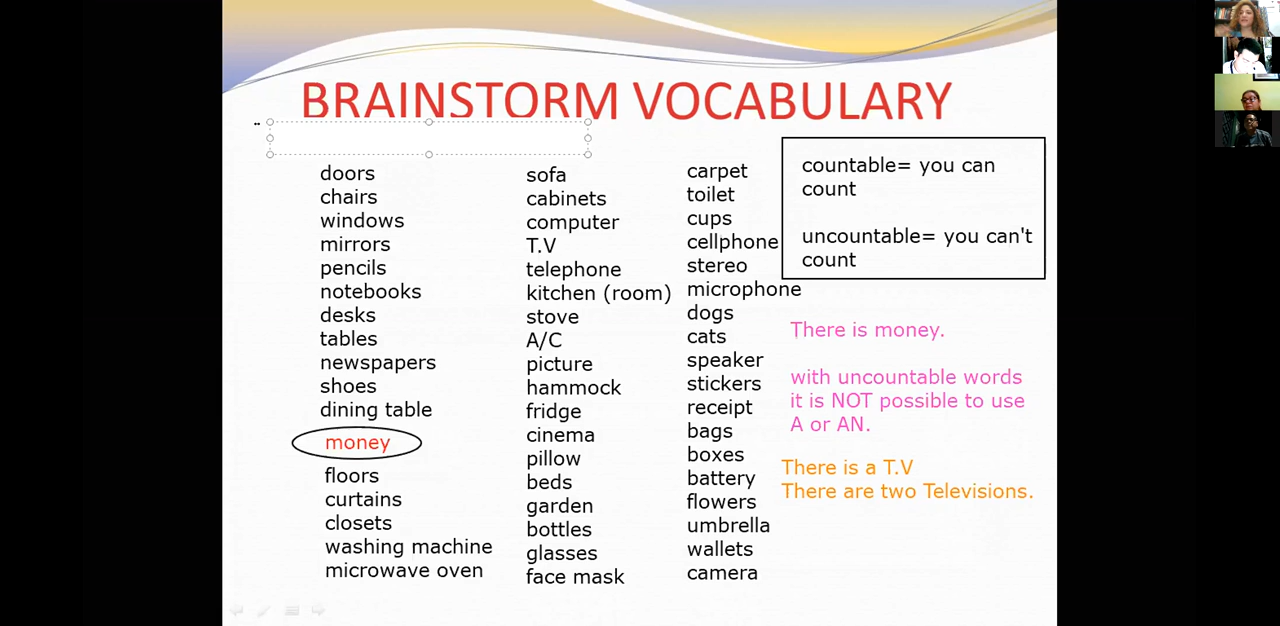 BRAINSTORM VOCABULARY
doors
chairs
windows
mirrors
pencils
notebooks
desks
tables
newspapers
shoes
dining table
money
floors
curtains
closets
washing machine
microwave oven
sofa
cabinets
computer
T.V
telephone
kitchen (room)
stove
A/C
picture
hammock
fridge
cinema
pillow
beds
garden
bottles
glasses
face mask
carpet
toilet
cups
cellphone
stereo
microphone
dogs
cats
speaker
stickers
receipt
bags
boxes
battery
flowers
umbrella
wallets
camera
countable= you can
count
uncountable= you can't
count
There is money.
with uncountable words
it is NOT possible to use
A or AN.
There is a T.V
There are two Televisions.